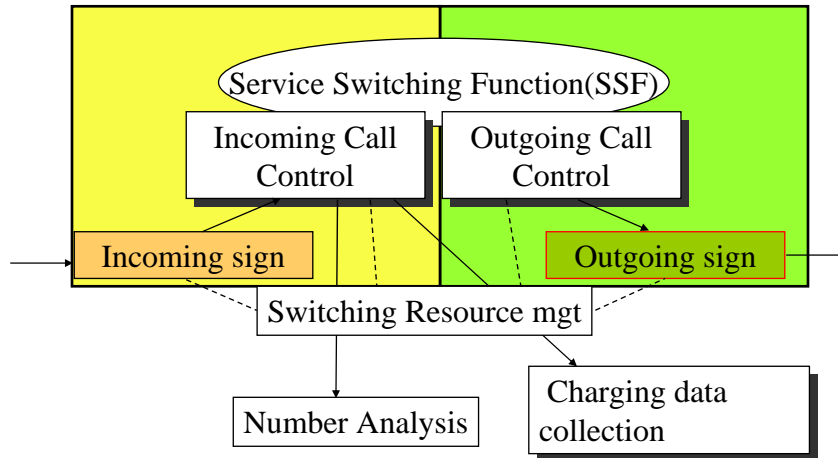 Service Switching Function(SSF)
Incoming Call
Control
Outgoing Call
Control
Incoming sign
Outgoing sign
Switching Resource mgt
Number Analysis
Charging data
collection